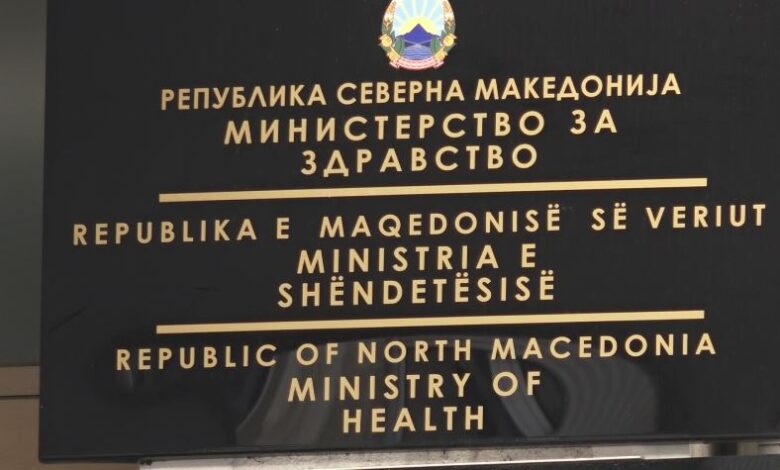 РЕПУБЛИКА СЕВЕРНА МАКЕДОНИЈА
МИНИСТЕРСТВО ЗА
ЗДРАВСТВО
REPUBLIKA E MAQEDONISË SË VERIUT
MINISTRIA E
SHËNDETËSISË
REPUBLIC OF NORTH MACEDONIA
MINISTRY OF
HEALTH